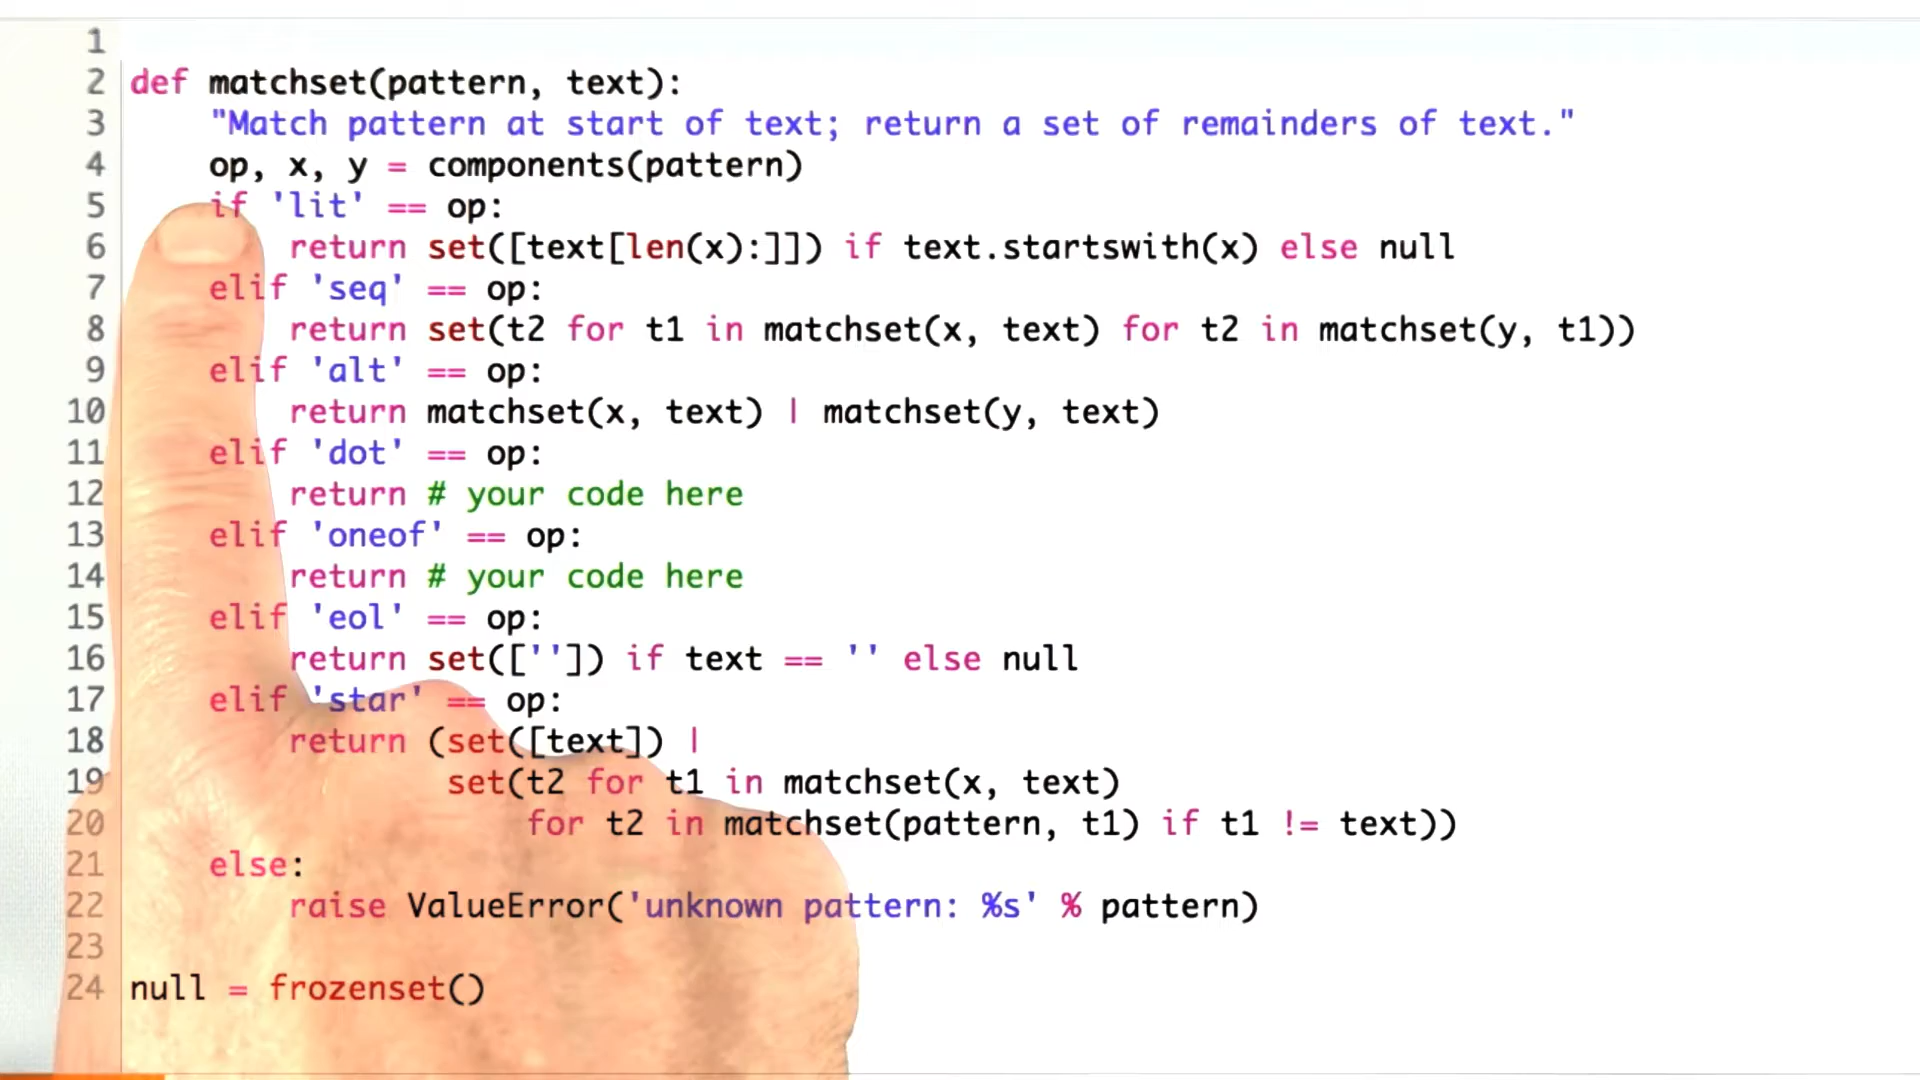 1
2 def matchset(pattern, text):
3 "Match pattern at start of text; return a set of remainders of text."
4 op, x, y = components(pattern)
5 if 'lit' == op:
6 return set([text[len(x):]]) if text.startswith(x) else null
7 elif 'seq' == op:
8 return set(t2 for t1 in matchset(x, text) for t2 in matchset(y, t1))
9 elif 'alt' == op:
10 return matchset(x, text) | matchset(y, text)
11 elif 'dot' == op:
12 return # your code here
13 elif 'oneof' == op:
14 return # your code here
15 elif 'eol' == op:
16 return set(['']) if text == '' else null
17 elif 'star' == op:
18 return (set([text]) |
19 set(t2 for t1 in matchset(x, text)
20 for t2 in matchset(pattern, t1) if t1 != text))
21 else:
22 raise ValueError('unknown pattern: %s' % pattern)
23
24 null = frozenset()